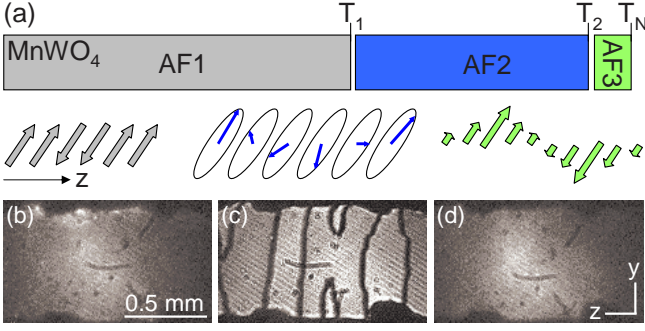 (a)
T1 T2 TN
MnWO4
AF1
AF2
AF3
z
(b)
(c)
(d)
0.5 mm
y
z